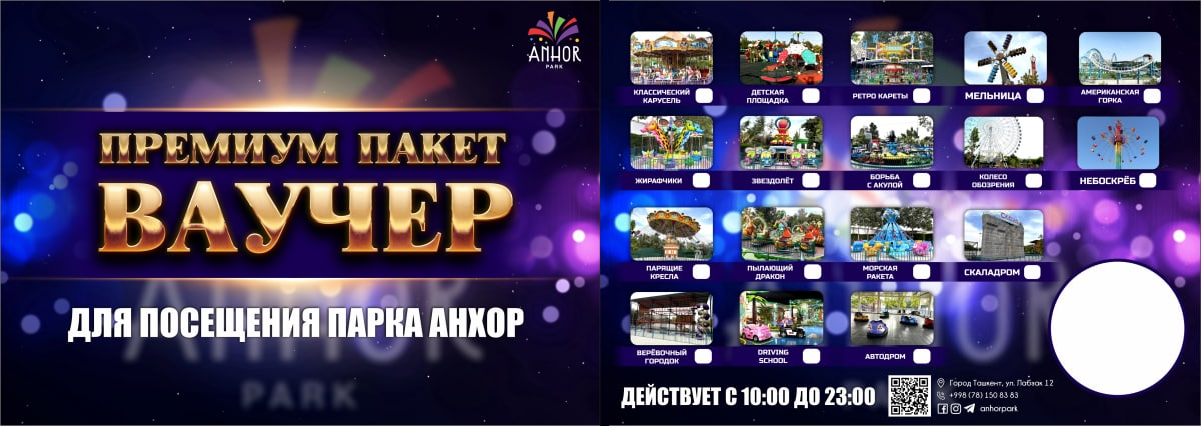 ANHOR
PARK
ПРЕМИУМ ПАКЕТ
ВАУЧЕР
ДЛЯ ПОСЕЩЕНИЯ ПАРКА АНХОР
ANHOR
PARK
КЛАССИЧЕСКИЙ
КАРУСЕЛЬ
ДЕТСКАЯ
ПЛОЩАДКА
РЕТРО КАРЕТЫ
МЕЛЬНИЦА
АМЕРИКАНСКАЯ
ГОРКА
ЖИРАФЧИКИ
ЗВЕЗДОЛЁТ
БОРЬБА
С АКУЛОЙ
КОЛЕСО
ОБОЗРЕНИЯ
НЕБОСКРЁБ
ПАРЯЩИЕ
КРЕСЛА
ПЫЛАЮЩИЙ
ДРАКОН
МОРСКАЯ
РАКЕТА
СКАЛАДРОМ
ВЕРЁВОЧНЫЙ
ГОРОДОК
DRIVING
SCHOOL
АВТОДРОМ
ДЕЙСТВУЕТ С 10:00 ДО 23:00
Город Ташкент, ул. Лабзак 12
+998 (78) 150 83 83
anhorpark